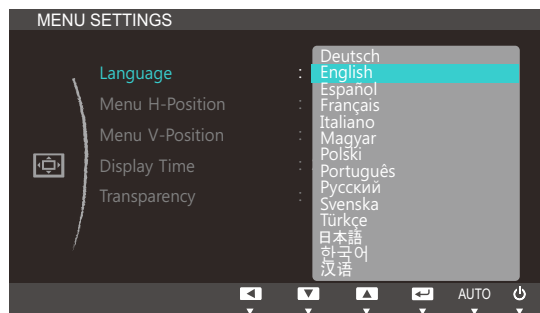 MENU SETTINGS
Language :
Menu H-Position :
Menu V-Position :
Display Time :
Transparency :
Deutsch
English
Español
Français
Italiano
Magyar
Polski
Português
Русский
Svenska
Türkçe
日本語
한국어
汉语
AUTO